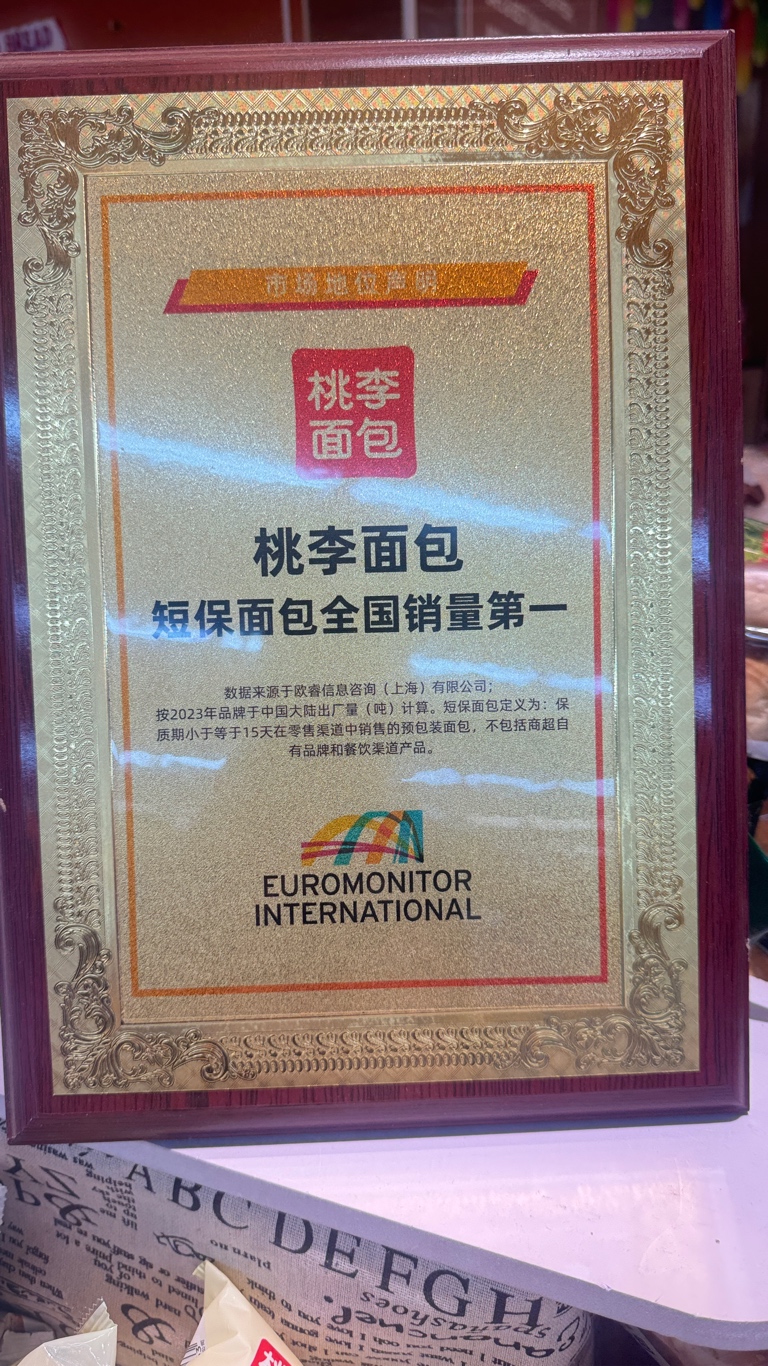 市场地位声明
桃李
面包
桃李面包
短保面包全国销量第一
数据来源于欧睿信息咨询（上海）有限公司；
按2023年品牌于中国大陆出厂量（吨）计算。短保面包定义为：保
质期小于等于15天在零售渠道中销售的预包装面包，不包括商超自
有品牌和餐饮渠道产品。
EUROMONITOR
INTERNATIONAL
ABC DEFGH